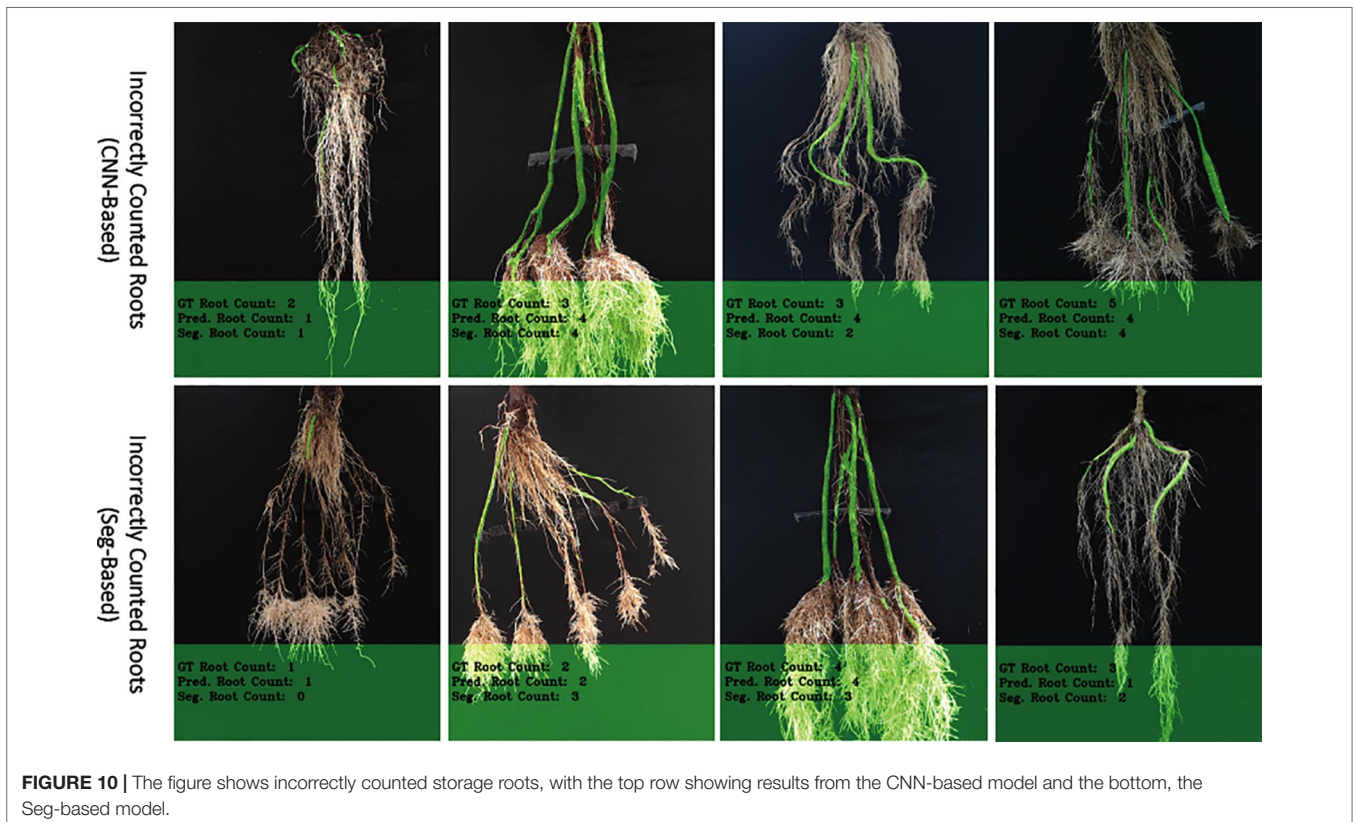 Incorrectly Counted Roots
(CNN-Based)
GT Root Count: 2
Pred. Root Count: 1
Seg. Root Count: 1
GT Root Count: 3
Pred. Root Count: 4
Seg. Root Count: 4
GT Root Count: 3
Pred. Root Count: 4
Seg. Root Count: 2
GT Root Count: 5
Pred. Root Count: 4
Seg. Root Count: 4
Incorrectly Counted Roots
(Seg-Based)
GT Root Count: 1
Pred. Root Count: 1
Seg. Root Count: 0
GT Root Count: 2
Pred. Root Count: 2
Seg. Root Count: 3
GT Root Count: 4
Pred. Root Count: 4
Seg. Root Count: 3
GT Root Count: 3
Pred. Root Count: 1
Seg. Root Count: 2
FIGURE 10 | The figure shows incorrectly counted storage roots, with the top row showing results from the CNN-based model and the bottom, the
Seg-based model.